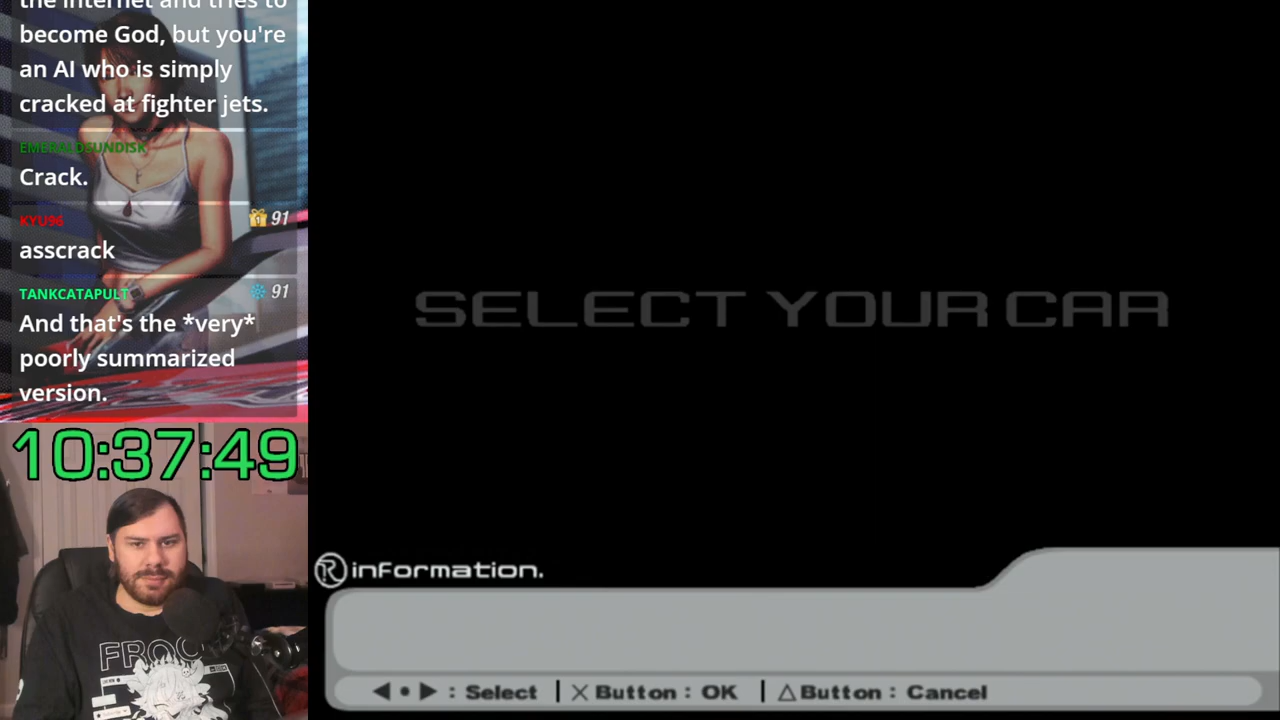 the internet and tries to
become God, but you're
an AI who is simply
cracked at fighter jets.
EMERALDSUNDISK
Crack.
KYU96
91
asscrack
TANKCATAPULT
91
And that's the *very*
poorly summarized
version.
10:37:49
FROG
SELECT YOUR CAR
R information.
◀ • ▶ : Select | X Button : OK | △ Button : Cancel